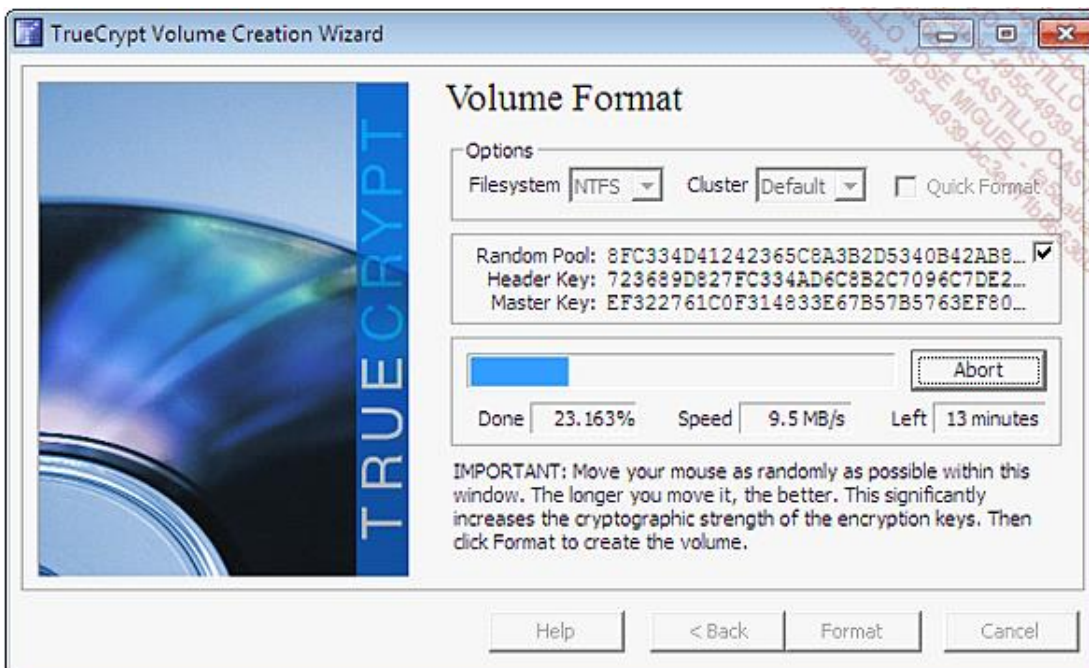 TrueCrypt Volume Creation Wizard
TRUECRYPT
Volume Format
Options
Filesystem NTFS Cluster Default Quick Format
Random Pool: 8FC334D41242365C8A3B2D5340B42AB8...
Header Key: 723689D827FC334AD6C8B2C7096C7DE2...
Master Key: EF322761C0F314833E67B57B5763EF80...
Abort
Done 23.163% Speed 9.5 MB/s Left 13 minutes
IMPORTANT: Move your mouse as randomly as possible within this
window. The longer you move it, the better. This significantly
increases the cryptographic strength of the encryption keys. Then
click Format to create the volume.
Help < Back Format Cancel